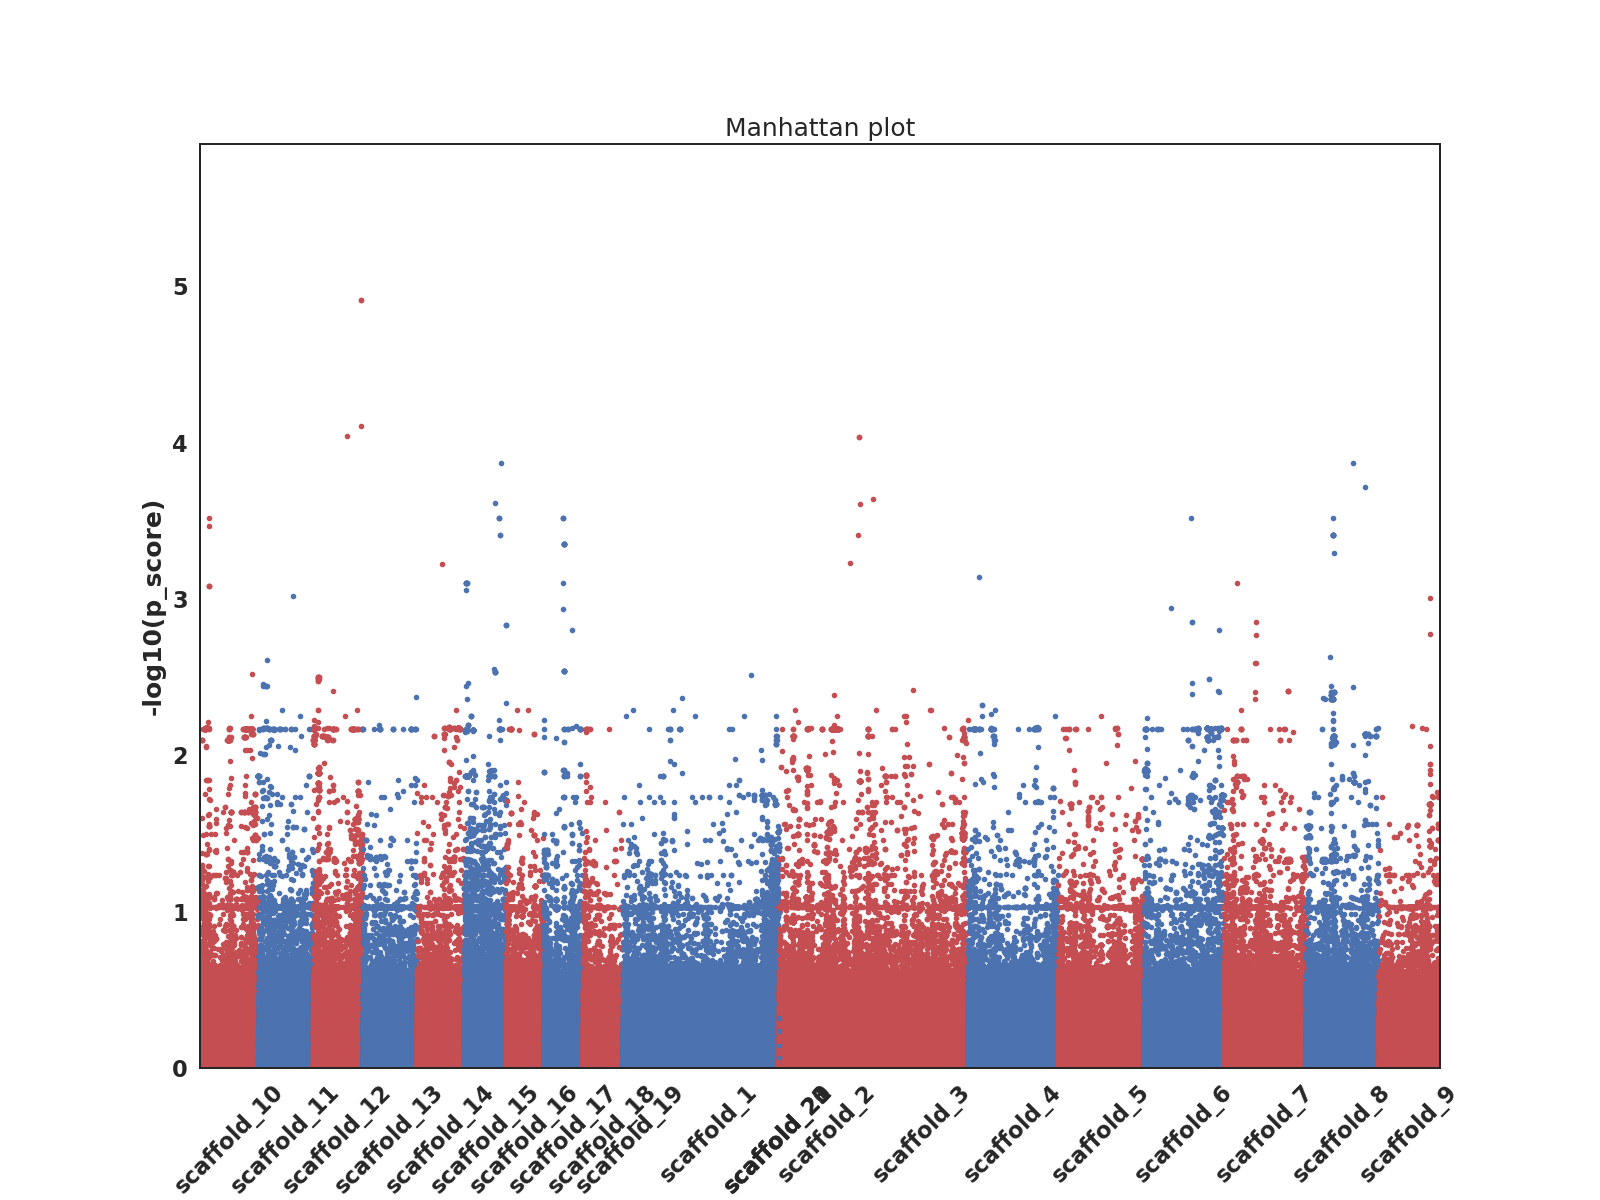 Manhattan plot
-log10(p_score)
5
4
3
2
1
0
scaffold_10
scaffold_11
scaffold_12
scaffold_13
scaffold_14
scaffold_15
scaffold_16
scaffold_17
scaffold_18
scaffold_19
scaffold_1
scaffold_2
scaffold_3
scaffold_4
scaffold_5
scaffold_6
scaffold_7
scaffold_8
scaffold_9